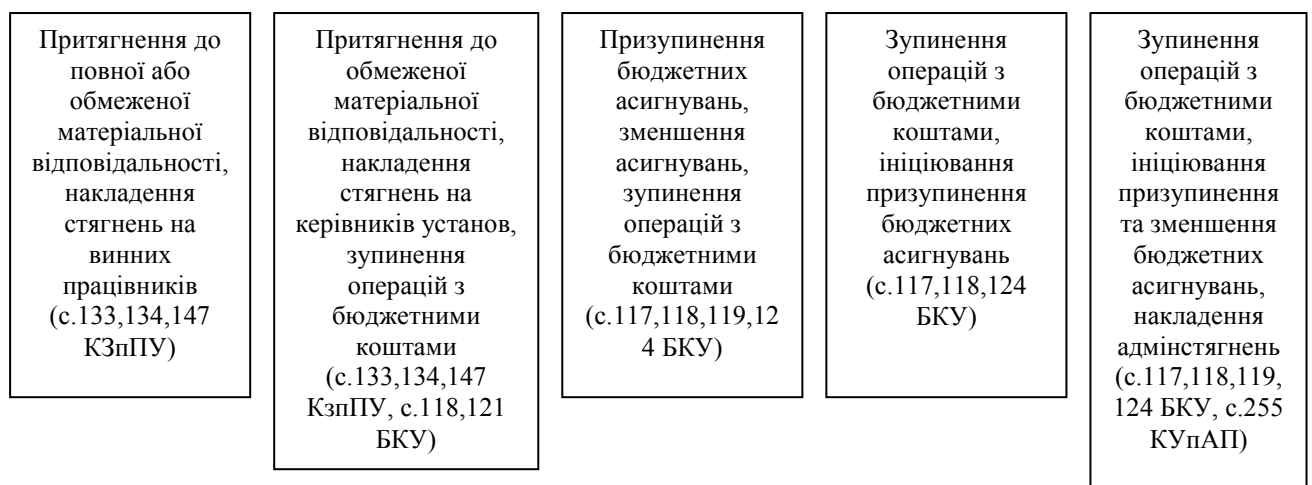 Притягнення до
повної або
обмеженої
матеріальної
відповідальності,
накладення
стягнень на
винних
працівників
(с.133,134,147
КЗпПУ)
Притягнення до
обмеженої
матеріальної
відповідальності,
накладення
стягнень на
керівників установ,
зупинення
операцій з
бюджетними
коштами
(с.133,134,147
КзпПУ, с.118,121
БКУ)
Призупинення
бюджетних
асигнувань,
зменшення
асигнувань,
зупинення
операцій з
бюджетними
коштами
(с.117,118,119,12
4 БКУ)
Зупинення
операцій з
бюджетними
коштами,
ініціювання
призупинення
бюджетних
асигнувань
(с.117,118,124
БКУ)
Зупинення
операцій з
бюджетними
коштами,
ініціювання
призупинення
та зменшення
бюджетних
асигнувань,
накладення
адмінстягнень
(с.117,118,119,
124 БКУ, с.255
КУпАП)